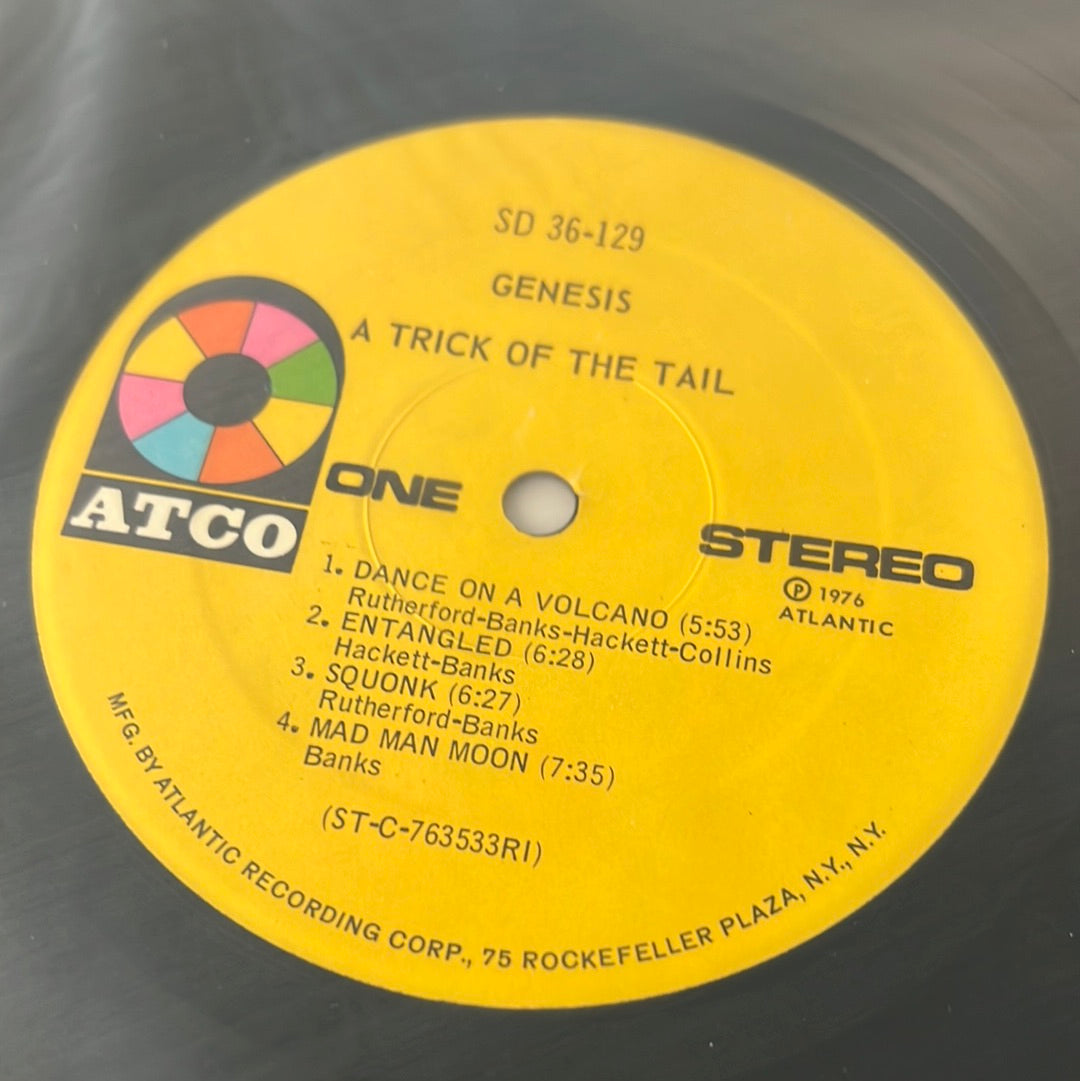 SD 36-129
GENESIS
A TRICK OF THE TAIL
ATCO
ONE
STEREO
℗ 1976
ATLANTIC
1. DANCE ON A VOLCANO (5:53)
Rutherford-Banks-Hackett-Collins
2. ENTANGLED (6:28)
Hackett-Banks
3. SQUONK (6:27)
Rutherford-Banks
4. MAD MAN MOON (7:35)
Banks
(ST-C-763533RI)
MFG. BY ATLANTIC RECORDING CORP., 75 ROCKEFELLER PLAZA, N.Y., N.Y.